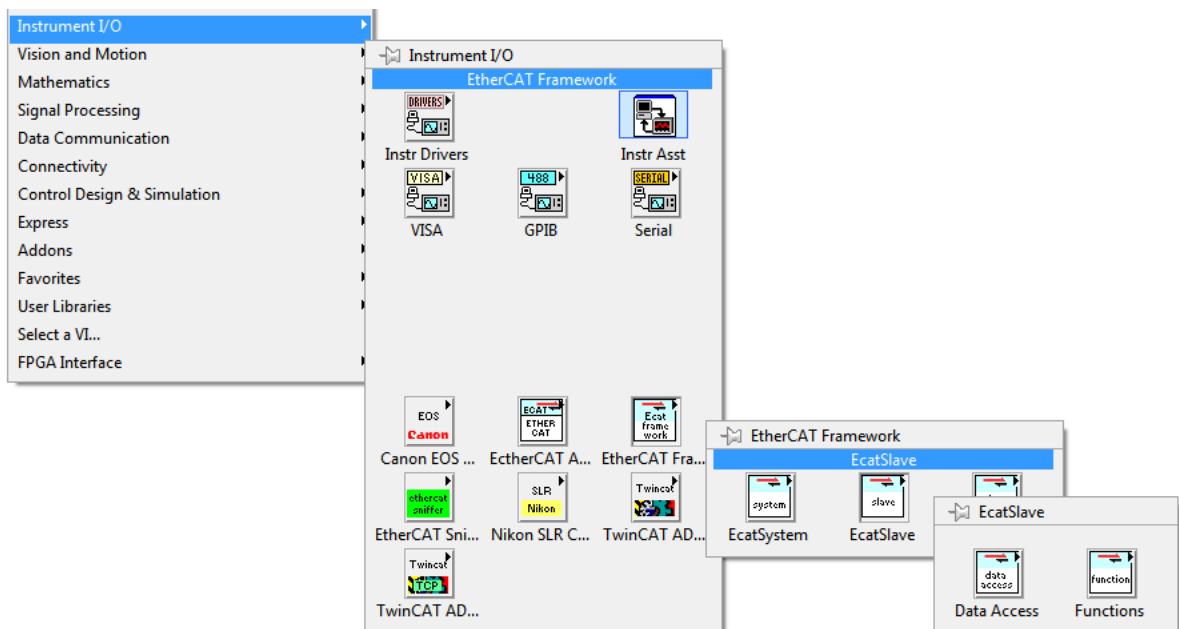 Instrument I/O
Vision and Motion
Mathematics
Signal Processing
Data Communication
Connectivity
Control Design & Simulation
Express
Addons
Favorites
User Libraries
Select a VI...
FPGA Interface
Instrument I/O
EtherCAT Framework
DRIVERS
Instr Drivers Instr Asst
VISA 488 SERIAL
VISA GPIB Serial
EOS Canon ECAT ETHER CAT Ecat frame work
Canon EOS ... EctherCAT A... EtherCAT Fra...
ethercat sniffer SLR Nikon Twincat
EtherCAT Sni... Nikon SLR C... TwinCAT AD...
Twincat TCP
TwinCAT AD...
EtherCAT Framework
EcatSlave
system slave
EcatSystem EcatSlave
EcatSlave
data access function
Data Access Functions